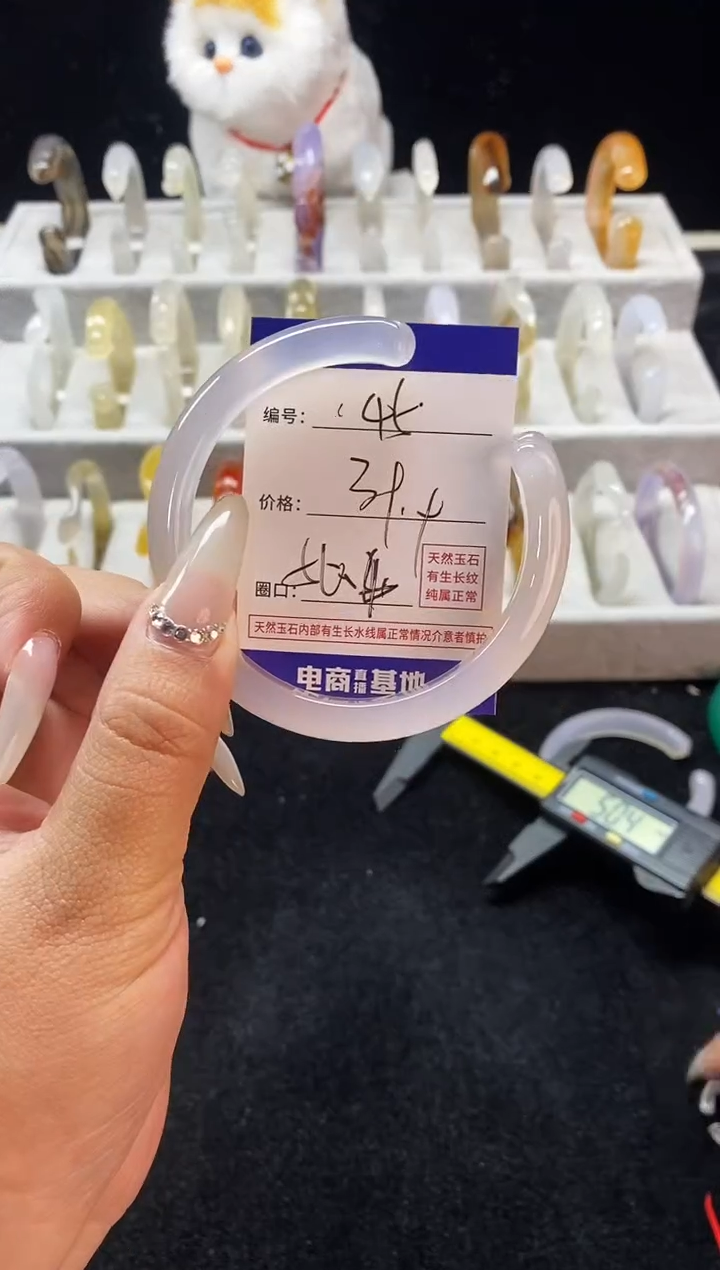 编号:
价格:
圈口:
天然玉石
有生长纹
纯属正常
天然玉石内部有生长水线属正常情况介意者慎拍
电商直播基地
504